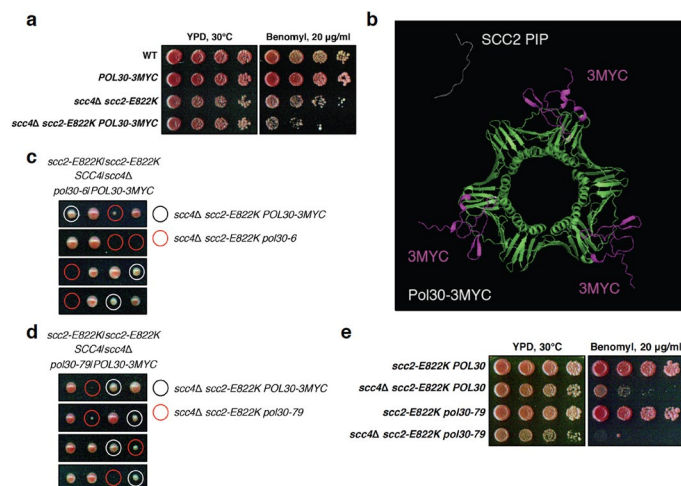 a
YPD, 30°C
Benomyl, 20 µg/ml
WT
POL30-3MYC
scc4Δ scc2-E822K
scc4Δ scc2-E822K POL30-3MYC
b
SCC2 PIP
3MYC
3MYC
3MYC
Pol30-3MYC
c
scc2-E822K/scc2-E822K
SCC4/scc4Δ
pol30-6/POL30-3MYC
scc4Δ scc2-E822K POL30-3MYC
scc4Δ scc2-E822K pol30-6
d
scc2-E822K/scc2-E822K
SCC4/scc4Δ
pol30-79/POL30-3MYC
scc4Δ scc2-E822K POL30-3MYC
scc4Δ scc2-E822K pol30-79
e
YPD, 30°C
Benomyl, 20 µg/ml
scc2-E822K POL30
scc4Δ scc2-E822K POL30
scc2-E822K pol30-79
scc4Δ scc2-E822K pol30-79